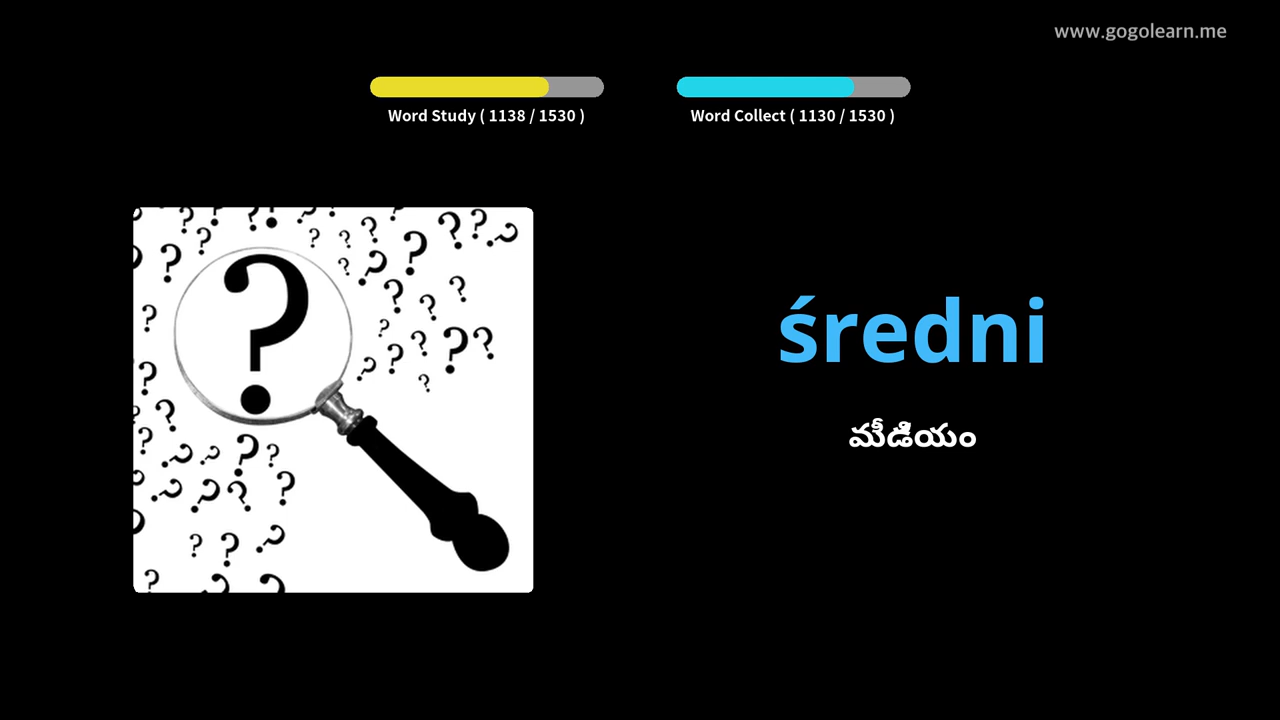 www.gogolearn.me
Word Study ( 1138 / 1530 )
Word Collect ( 1130 / 1530 )
średni
మీడియం